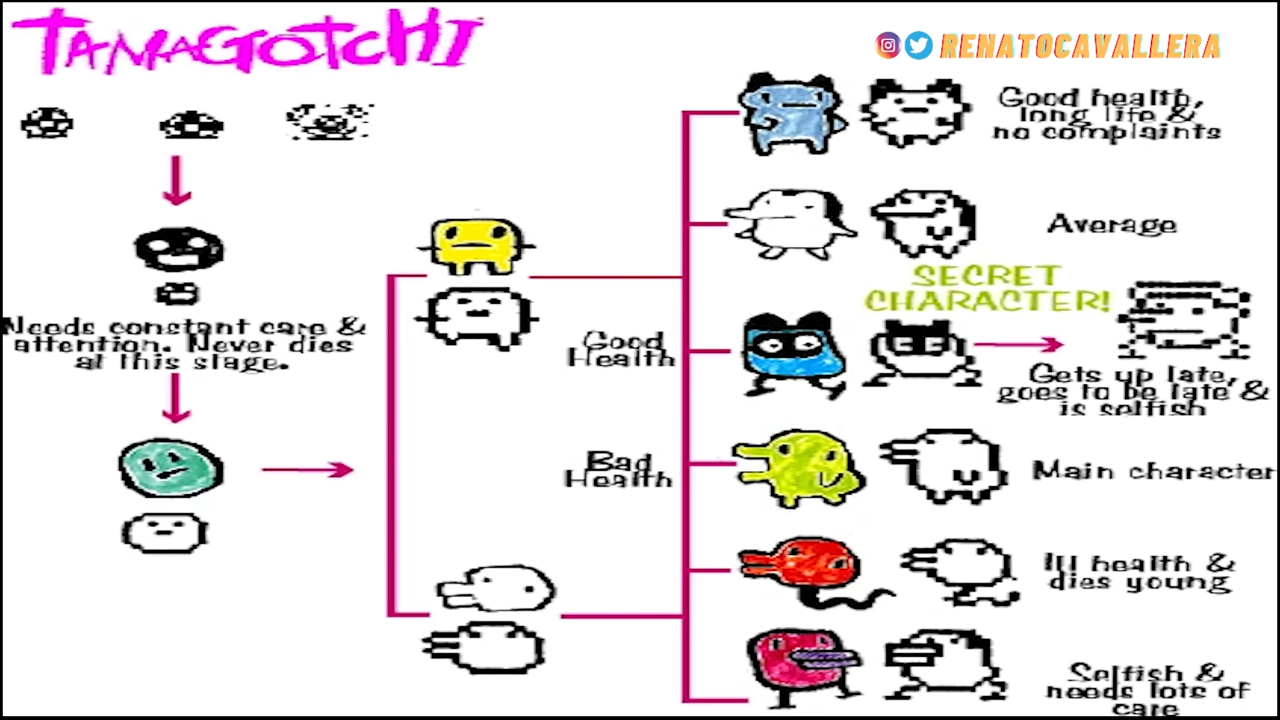 TAMAGOTCHI
RENATOCAVALLERA
Good health,
long life &
no complaints
Average
SECRET
CHARACTER!
Needs constant care &
attention. Never dies
at this stage.
Good
Health
Gets up late,
goes to be late &
is selfish
Bad
Health
Main character
Ill health &
dies young
Selfish &
needs lots of
care